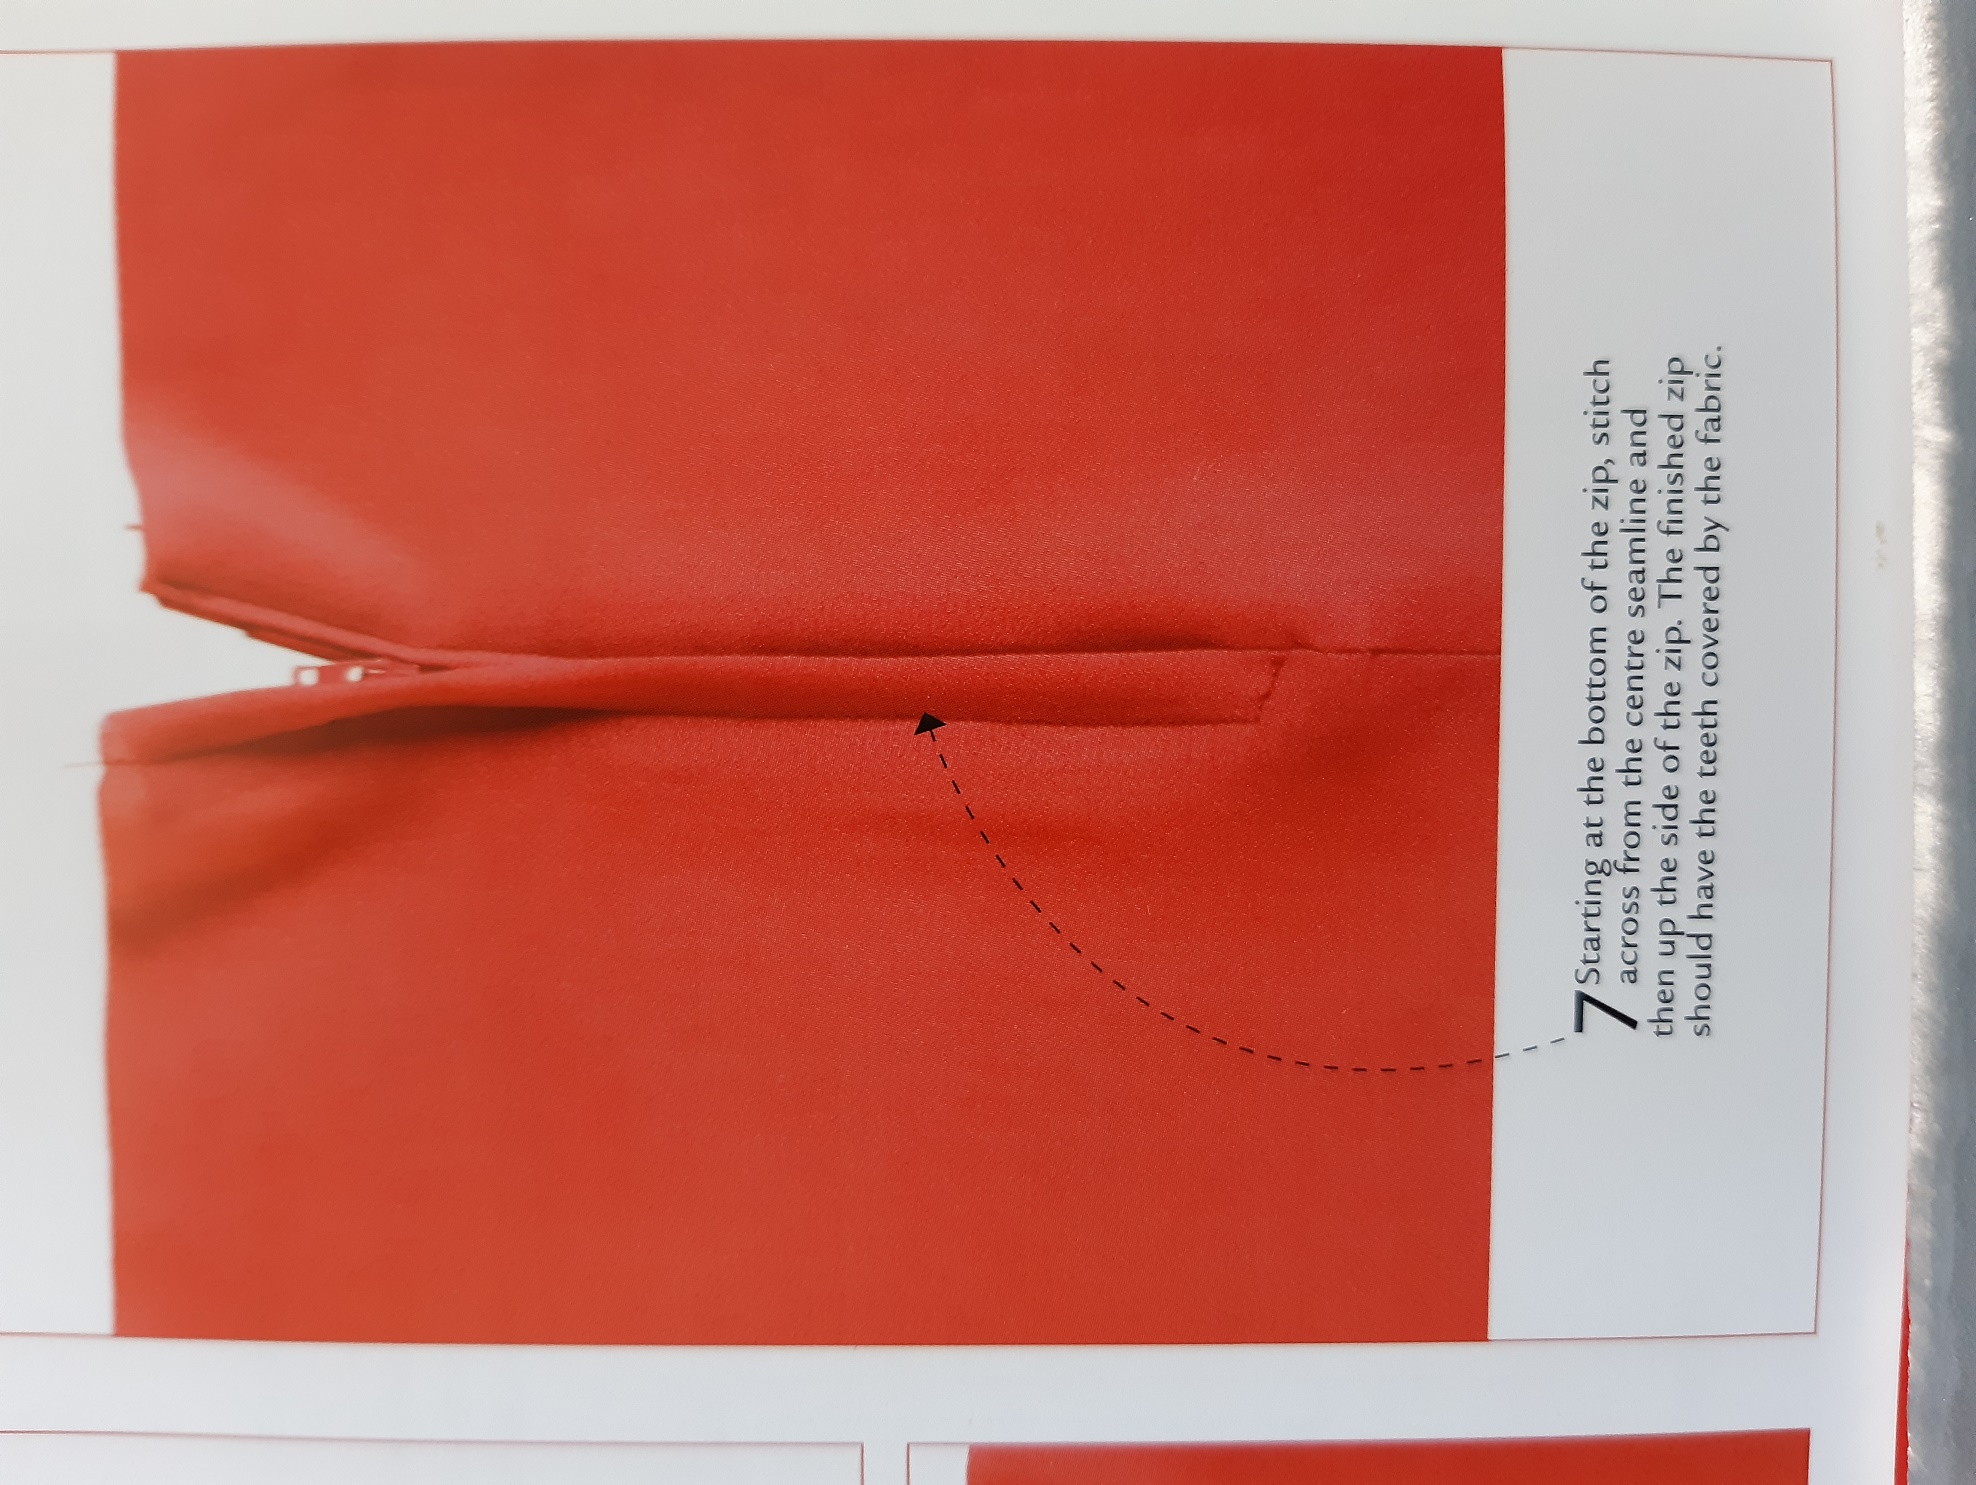 7 Starting at the bottom of the zip, stitch
across from the centre seamline and
then up the side of the zip. The finished zip
should have the teeth covered by the fabric.